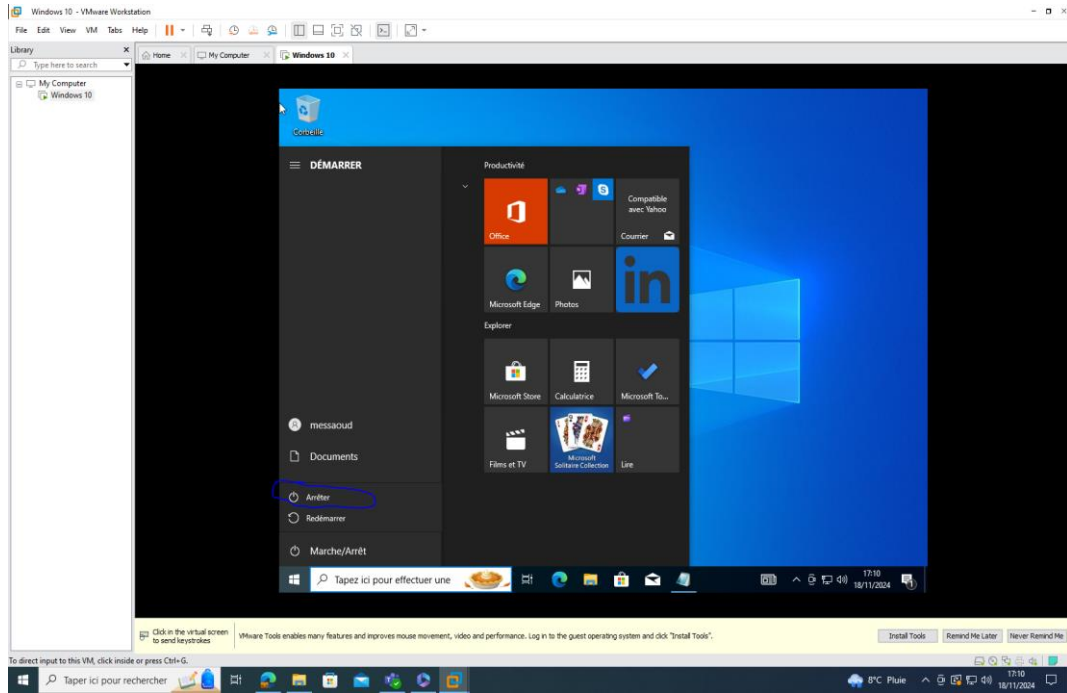 Windows 10 - VMware Workstation
File Edit View VM Tabs Help
Library
Type here to search
My Computer
Windows 10
Home
My Computer
Windows 10
Corbeille
DÉMARRER
Productivité
Office
Compatible
avec Yahoo
Courrier
Microsoft Edge
Photos
in
Explorer
Microsoft Store
Calculatrice
Microsoft To...
messaoud
Documents
Films et TV
Microsoft
Solitaire Collection
Lire
Arrêter
Redémarrer
Marche/Arrêt
Tapez ici pour effectuer une
17:10
18/11/2024
Click in the virtual screen
to send keystrokes
VMware Tools enables many features and improves mouse movement, video and performance. Log in to the guest operating system and click "Install Tools".
Install Tools
Remind Me Later
Never Remind Me
To direct input to this VM, click inside or press Ctrl+G.
Taper ici pour rechercher
8°C Pluie
17:10
18/11/2024